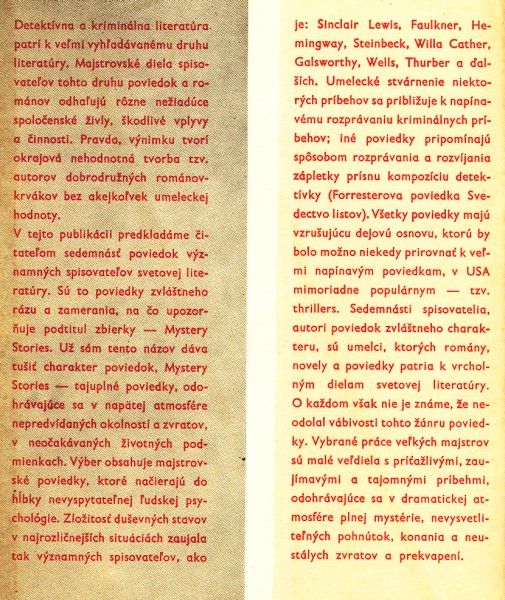 Detektívna a kriminálna literatúra
patrí k veľmi vyhľadávanému druhu
literatúry. Majstrovské diela spiso-
vateľov tohto druhu poviedok a ro-
mánov odhaľujú rôzne nežiadúce
spoločenské živly, škodlivé vplyvy
a činnosti. Pravda, výnimku tvorí
okrajová nehodnotná tvorba tzv.
autorov dobrodružných románov-
krvákov bez akejkoľvek umeleckej
hodnoty.
V tejto publikácii predkladáme či-
tateľom sedemnásť poviedok výz-
namných spisovateľov svetovej lite-
ratúry. Sú to poviedky zvláštneho
rázu a zamerania, na čo upozor-
ňuje podtitul zbierky — Mystery
Stories. Už sám tento názov dáva
tušiť charakter poviedok, Mystery
Stories — tajuplné poviedky, odo-
hrávajúce sa v napätej atmosfére
nepredvídaných okolností a zvratov,
v neočakávaných životných pod-
mienkach. Výber obsahuje majstrov-
ské poviedky, ktoré načierajú do
hĺbky nevyspytateľnej ľudskej psy-
chológie. Zložitosť duševných stavov
v najrozličnejších situáciách zaujala
tak významných spisovateľov, ako
je: Sinclair Lewis, Faulkner, He-
mingway, Steinbeck, Willa Cather,
Galsworthy, Wells, Thurber a ďal-
ších. Umelecké stvárnenie niekto-
rých príbehov sa približuje k napína-
vému rozprávaniu kriminálnych prí-
behov; iné poviedky pripomínajú
spôsobom rozprávania a rozvíjania
zápletky prísnu kompozíciu detek-
tívky (Forresterova poviedka Sve-
dectvo listov). Všetky poviedky majú
vzrušujúcu dejovú osnovu, ktorú by
bolo možno niekedy prirovnať k veľ-
mi napínavým poviedkam, v USA
mimoriadne populárnym — tzv.
thrillers. Sedemnásti spisovatelia,
autori poviedok zvláštneho charak-
teru, sú umelci, ktorých romány,
novely a poviedky patria k vrchol-
ným dielam svetovej literatúry.
O každom však nie je známe, že ne-
odolal vábivosti tohto žánru povied-
ky. Vybrané práce veľkých majstrov
sú malé veľdiela s príťažlivými, zau-
jímavými a tajomnými príbehmi,
odohrávajúce sa v dramatickej at-
mosfére plnej mystérie, nevysvetli-
teľných pohnútok, konania a neu-
stálych zvratov a prekvapení.